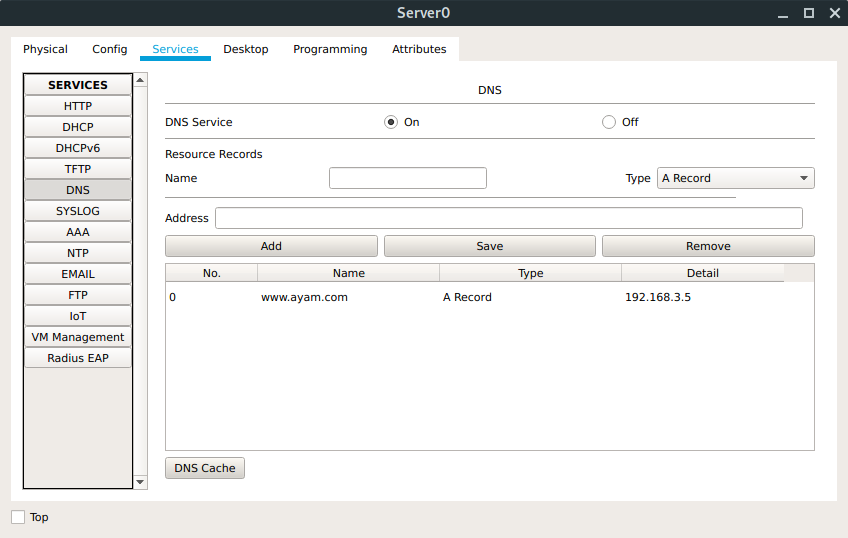 Server0
Physical Config Services Desktop Programming Attributes
SERVICES
HTTP
DHCP
DHCPv6
TFTP
DNS
SYSLOG
AAA
NTP
EMAIL
FTP
IoT
VM Management
Radius EAP
DNS
DNS Service On Off
Resource Records
Name Type A Record
Address
Add Save Remove
No. Name Type Detail
0 www.ayam.com A Record 192.168.3.5
DNS Cache
Top